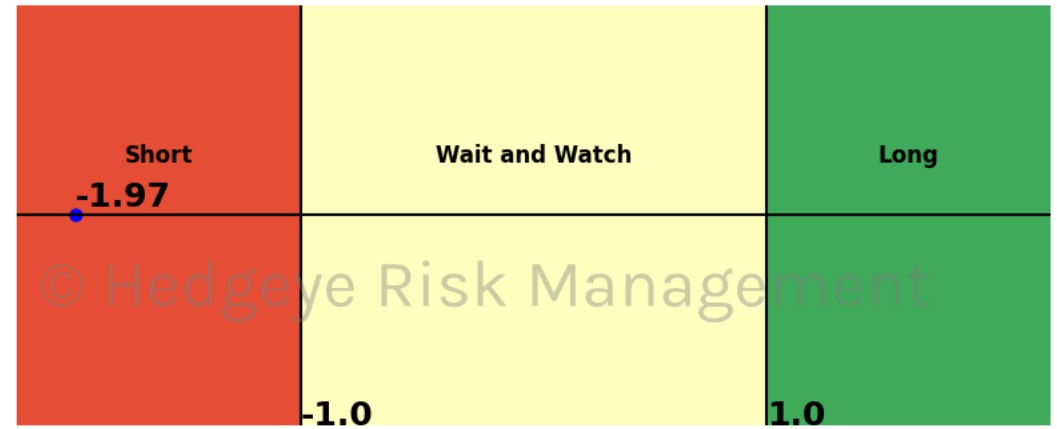 Short
Wait and Watch
Long
-1.97
© Hedgeye Risk Management
-1.0
1.0